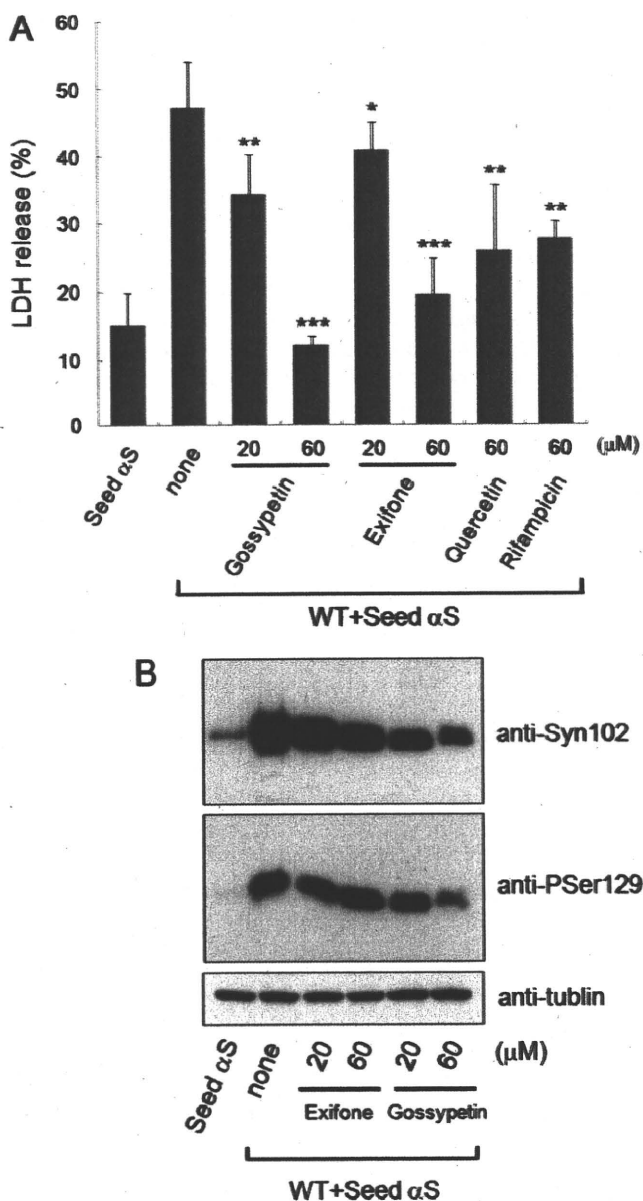 A
60
50
40
30
20
10
0
LDH release (%)
** *** * *** ** **
20 60 20 60 60 60 (μM)
Seed αS none Gossypetin Exifone Quercetin Rifampicin
WT+Seed αS
B
anti-Syn102
anti-PSer129
anti-tublin
Seed αS none 20 60 20 60 (μM)
Exifone Gossypetin
WT+Seed αS